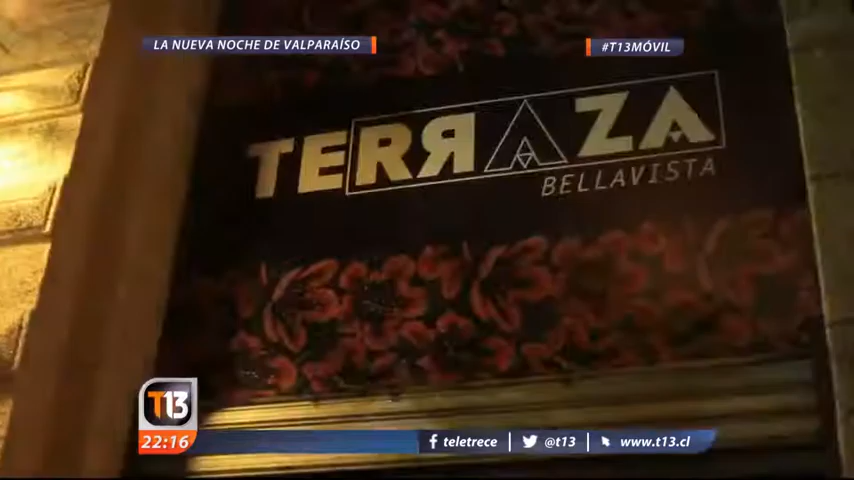 LA NUEVA NOCHE DE VALPARAÍSO
#T13MÓVIL
TERRAZA
BELLAVISTA
T13
22:16
teletrece | @t13 | www.t13.cl